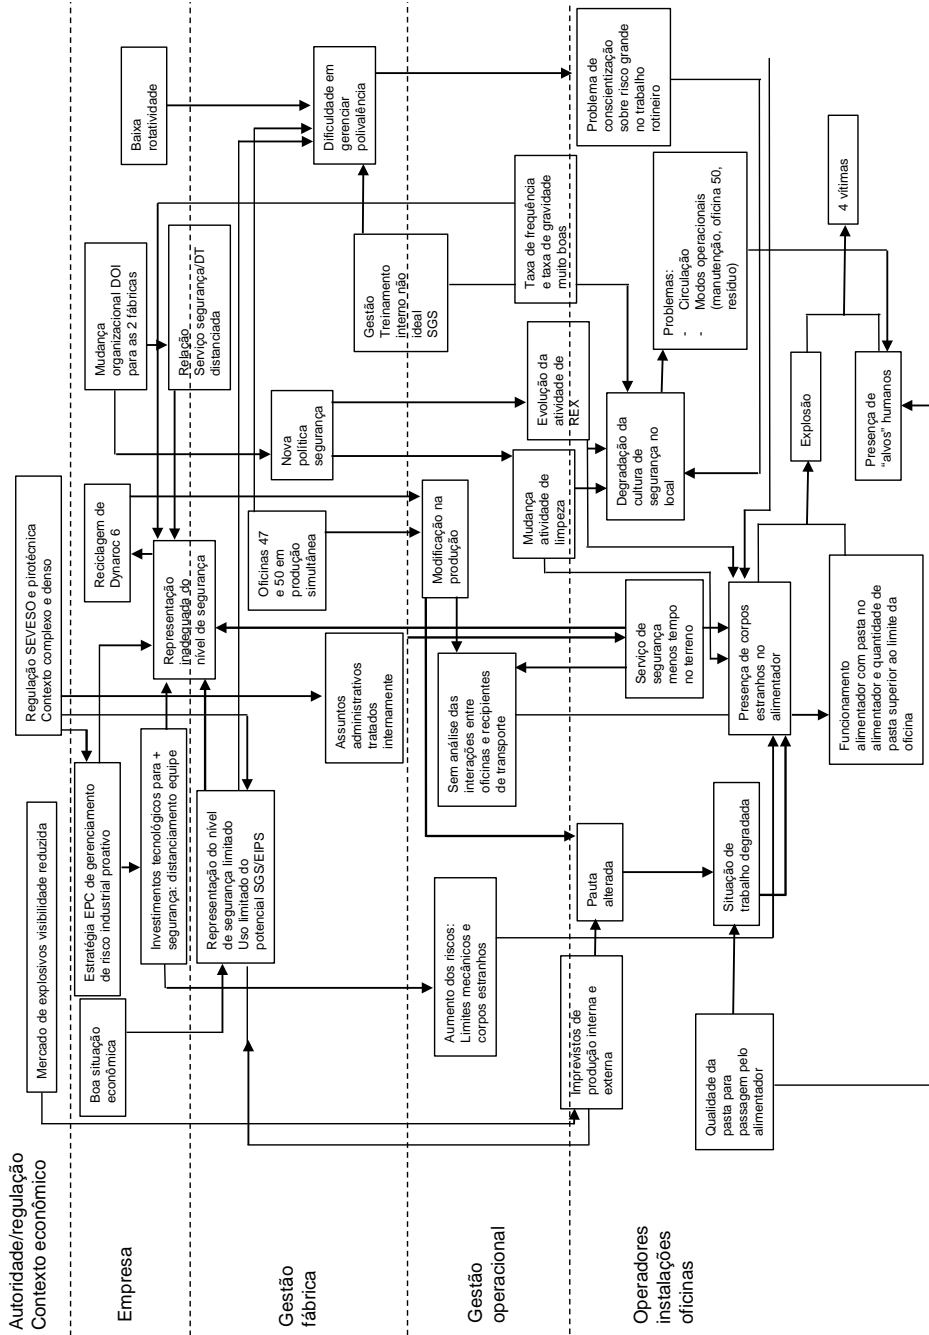 Autoridade/regulação
Contexto econômico
Mercado de explosivos visibilidade reduzida
Regulação SEVESO e pirotécnica
Contexto complexo e denso
Empresa
Boa situação
econômica
Estratégia EPC de gerenciamento
de risco industrial proativo
Investimentos tecnológicos para +
segurança: distanciamento equipe
Reciclagem de
Dynaroc 6
Representação
inadequada do
nível de segurança
Mudança
organizacional DOI
para as 2 fábricas
Relação
Serviço segurança/DT
distanciada
Baixa
rotatividade
Gestão
fábrica
Representação do nível
de segurança limitado
Uso limitado do
potencial SGS/EIPS
Assuntos
administrativos
tratados
internamente
Oficinas 47
e 50 em
produção
simultânea
Nova
política
segurança
Gestão
Treinamento
interno não
ideal
SGS
Dificuldade em
gerenciar
polivalência
Gestão
operacional
Aumento dos riscos:
Limites mecânicos e
corpos estranhos
Sem análise das
interações entre
oficinas e recipientes
de transporte
Modificação na
produção
Mudança
atividade de
limpeza
Evolução da
atividade de
REX
Taxa de frequência
e taxa de gravidade
muito boas
Operadores
instalações
oficinas
Imprevistos de
produção interna e
externa
Pauta
alterada
Serviço de
segurança
menos tempo
no terreno
Degradação da
cultura de
segurança no
local
Problemas:
- Circulação
- Modos operacionais
(manutenção, oficina 50,
resíduo)
Problema de
conscientização
sobre risco grande
no trabalho
rotineiro
Qualidade da
pasta para
passagem pelo
alimentador
Situação de
trabalho degradada
Presença de corpos
estranhos no
alimentador
Funcionamento
alimentador com pasta no
alimentador e quantidade de
pasta superior ao limite da
oficina
Explosão
Presença de
“alvos” humanos
4 vítimas